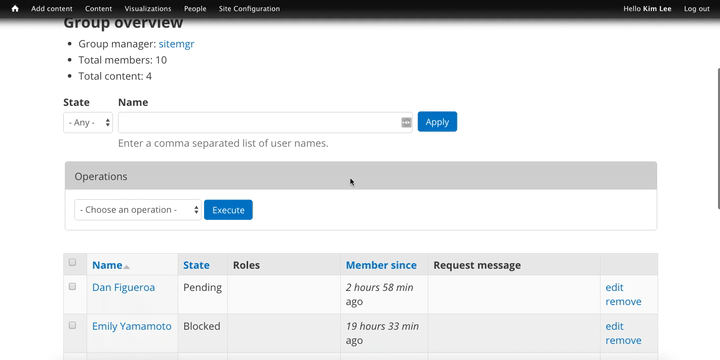 Add content Content Visualizations People Site Configuration Hello Kim Lee Log out
Group overview
Group manager: sitemgr
Total members: 10
Total content: 4
State Name
- Any - Apply
Enter a comma separated list of user names.
Operations
- Choose an operation - Execute
Name State Roles Member since Request message
Dan Figueroa Pending 2 hours 58 min edit
ago remove
Emily Yamamoto Blocked 19 hours 33 min edit
ago remove